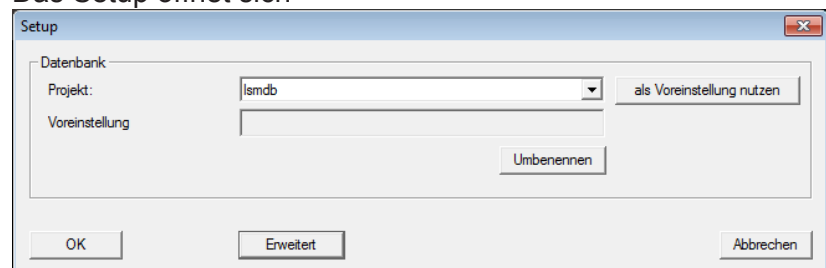 Das Setup öffnet sich
Setup
Datenbank
Projekt: lsmdb als Voreinstellung nutzen
Voreinstellung
Umbenennen
OK Erweitert Abbrechen